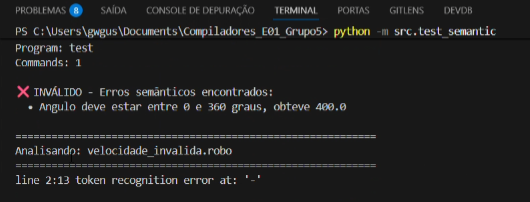 PROBLEMAS 8 SAÍDA CONSOLE DE DEPURAÇÃO TERMINAL PORTAS GITLENS DEVDB
PS C:\Users\gwgus\Documents\Compiladores_E01_Grupo5> python -m src.test_semantic
Program: test
Commands: 1
❌ INVÁLIDO - Erros semânticos encontrados:
• Angulo deve estar entre 0 e 360 graus, obteve 400.0
============================================================
Analisando: velocidade_invalida.robo
============================================================
line 2:13 token recognition error at: '-'